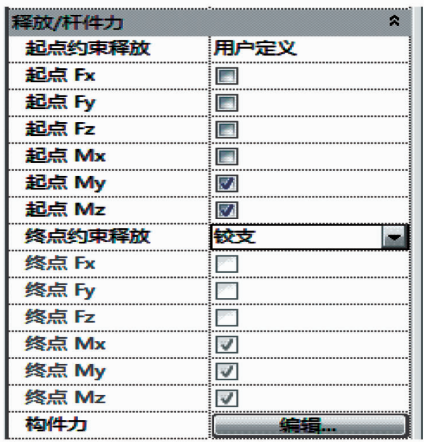 释放/杆件力
起点约束释放 用户定义
起点 Fx
起点 Fy
起点 Fz
起点 Mx
起点 My
起点 Mz
终点约束释放 铰支
终点 Fx
终点 Fy
终点 Fz
终点 Mx
终点 My
终点 Mz
构件力 编辑...